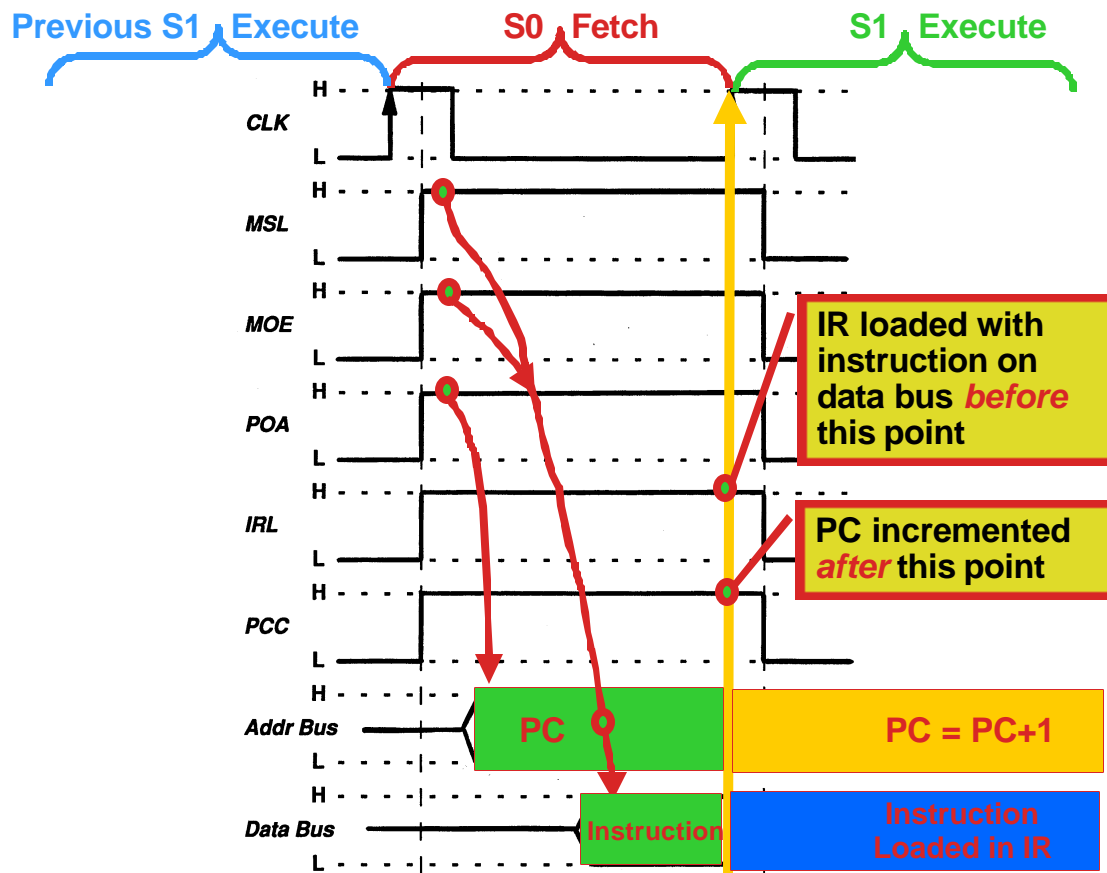 Previous S1 Execute
S0 Fetch
S1 Execute
H
CLK
L
H
MSL
L
H
MOE
L
IR loaded with
instruction on
data bus before
this point
H
POA
L
H
IRL
L
PC incremented
after this point
H
PCC
L
H
Addr Bus
PC
PC = PC+1
L
H
Data Bus
Instruction
Instruction
Loaded in IR
L